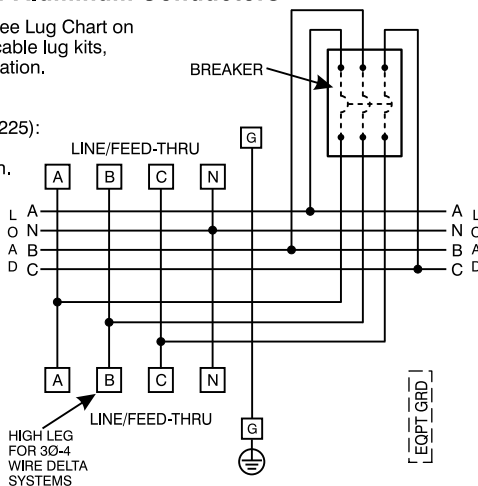 ee Lug Chart on
cable lug kits,
ation.
225):
n.
BREAKER
LINE/FEED-THRU
G
A B C N
L O A D
A
N
B
C
A
N
B
C
L O A D
A B C N
LINE/FEED-THRU
G
HIGH LEG
FOR 3Ø-4
WIRE DELTA
SYSTEMS
EQPT GRD